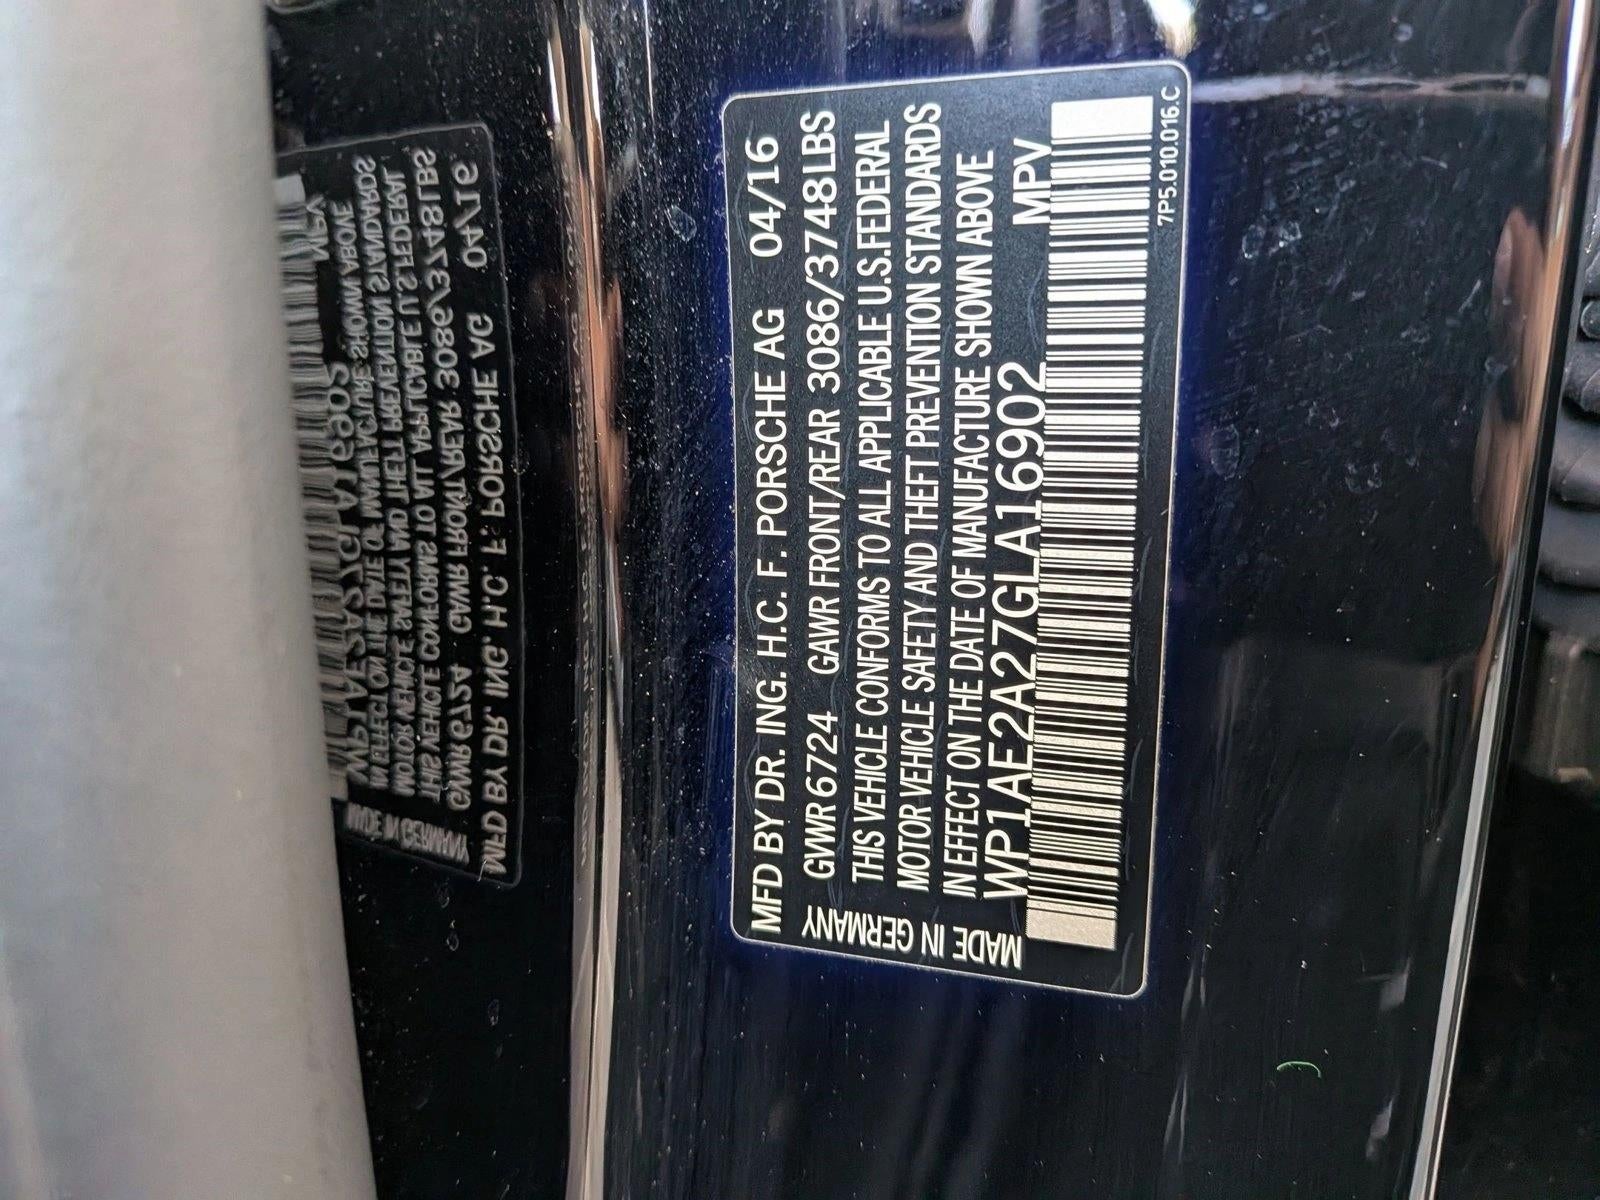 MFD BY DR. ING. H.C. F. PORSCHE AG 04/16
GVWR 6724 GAWR FRONT/REAR 3086/3748LBS
THIS VEHICLE CONFORMS TO ALL APPLICABLE U.S.FEDERAL
MOTOR VEHICLE SAFETY AND THEFT PREVENTION STANDARDS
IN EFFECT ON THE DATE OF MANUFACTURE SHOWN ABOVE
WP1AE2A27GLA16902 MPV
MADE IN GERMANY
7P5.010.016.C